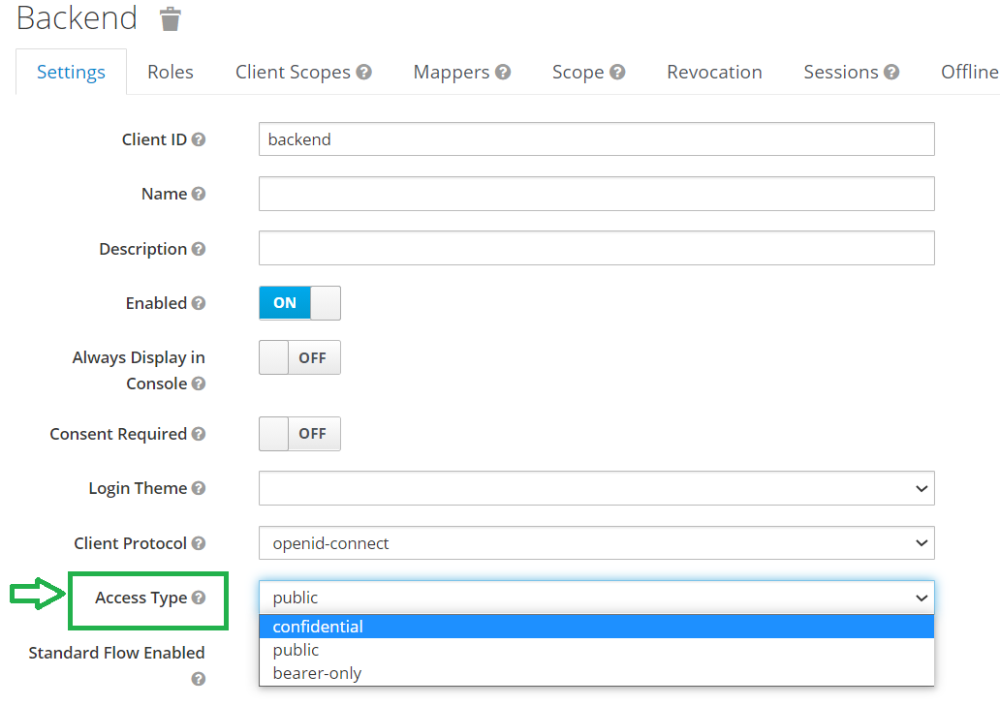 Backend
Settings Roles Client Scopes Mappers Scope Revocation Sessions Offline
Client ID backend
Name
Description
Enabled ON
Always Display in
Console OFF
Consent Required OFF
Login Theme
Client Protocol openid-connect
Access Type public
confidential
public
Standard Flow Enabled
bearer-only